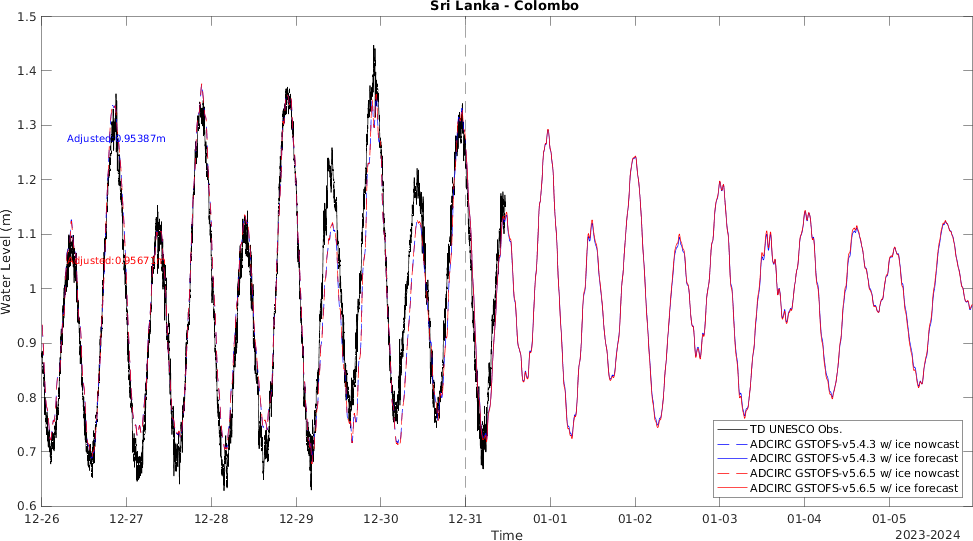 Sri Lanka - Colombo
1.5
1.4
1.3
1.2
1.1
1
0.9
0.8
0.7
0.6
Water Level (m)
Adjusted:0.95387m
Adjusted:0.95671
12-26 12-27 12-28 12-29 12-30 12-31 01-01 01-02 01-03 01-04 01-05
Time
2023-2024
TD UNESCO Obs.
ADCIRC GSTOFS-v5.4.3 w/ ice nowcast
ADCIRC GSTOFS-v5.4.3 w/ ice forecast
ADCIRC GSTOFS-v5.6.5 w/ ice nowcast
ADCIRC GSTOFS-v5.6.5 w/ ice forecast